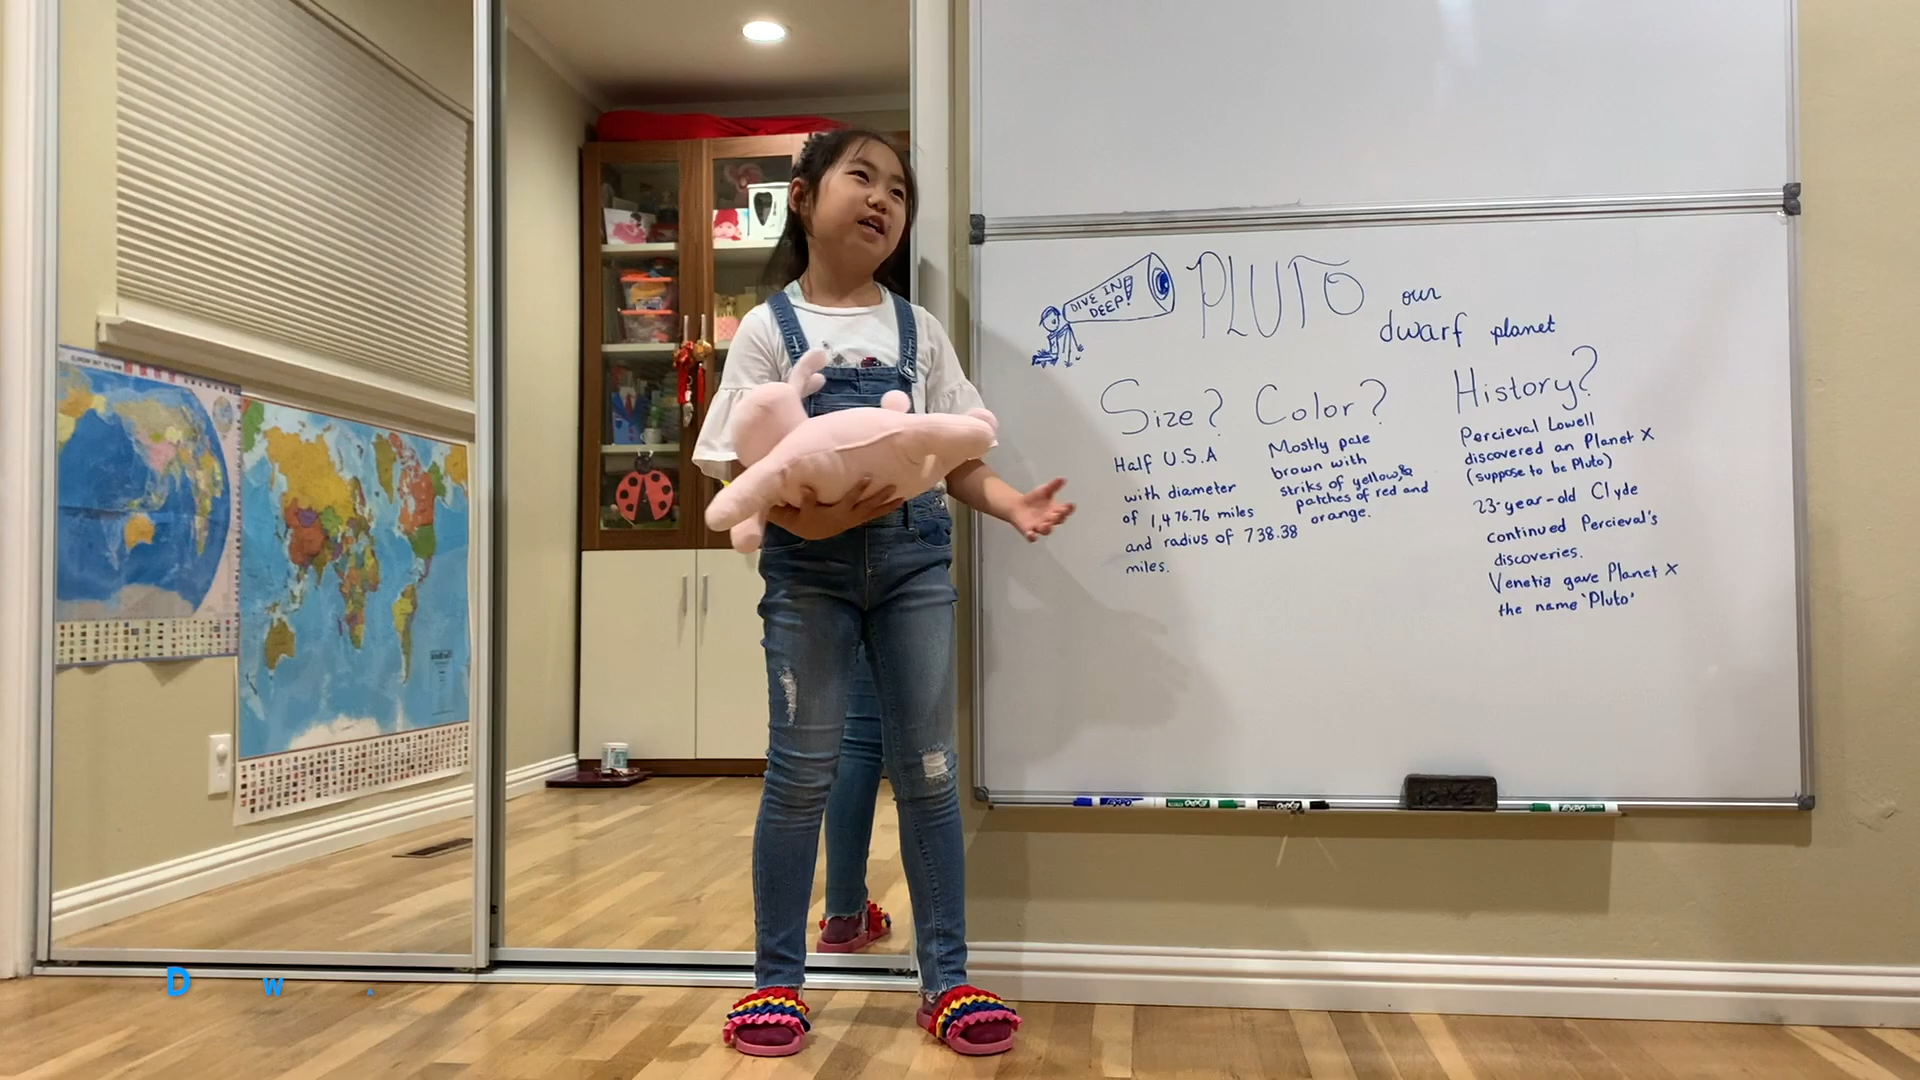 DIVE IN
DEEP!
PLUTO
our
dwarf planet
Size?
Half U.S.A
with diameter
of 1,476.76 miles
and radius of 738.38
miles.
Color?
Mostly pale
brown with
striks of yellow,&
patches of red and
orange.
History?
Percieval Lowell
discovered an Planet X
(suppose to be Pluto)
23-year-old Clyde
continued Percieval's
discoveries.
Venetia gave Planet X
the name 'Pluto'
EXPO
EXPO
EXPO
D w .